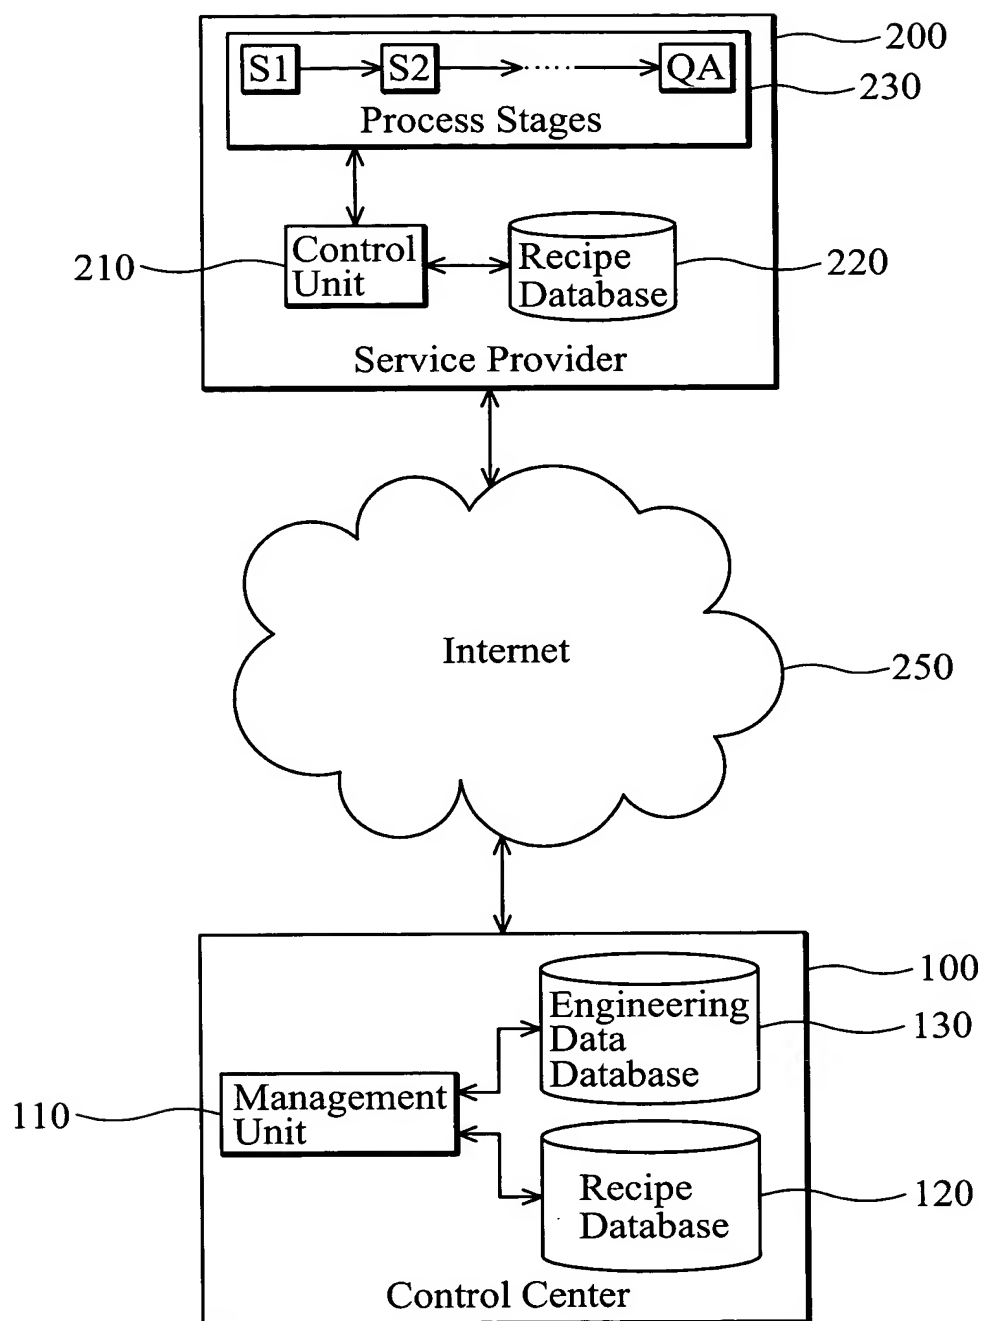 200
S1 S2 QA
230
Process Stages
210
Control
Unit
Recipe
Database
220
Service Provider
Internet
250
100
Engineering
Data
Database
130
110
Management
Unit
Recipe
Database
120
Control Center